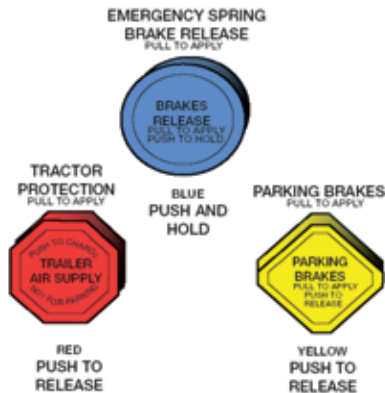 EMERGENCY SPRING
BRAKE RELEASE
PULL TO APPLY
BRAKES
RELEASE
PULL TO APPLY
PUSH TO HOLD
BLUE
PUSH AND
HOLD
TRACTOR
PROTECTION
PULL TO APPLY
PUSH TO CHARGE
TRAILER
AIR SUPPLY
NOT FOR PARKING
RED
PUSH TO
RELEASE
PARKING BRAKES
PULL TO APPLY
PARKING
BRAKES
PULL TO APPLY
PUSH TO
RELEASE
YELLOW
PUSH TO
RELEASE